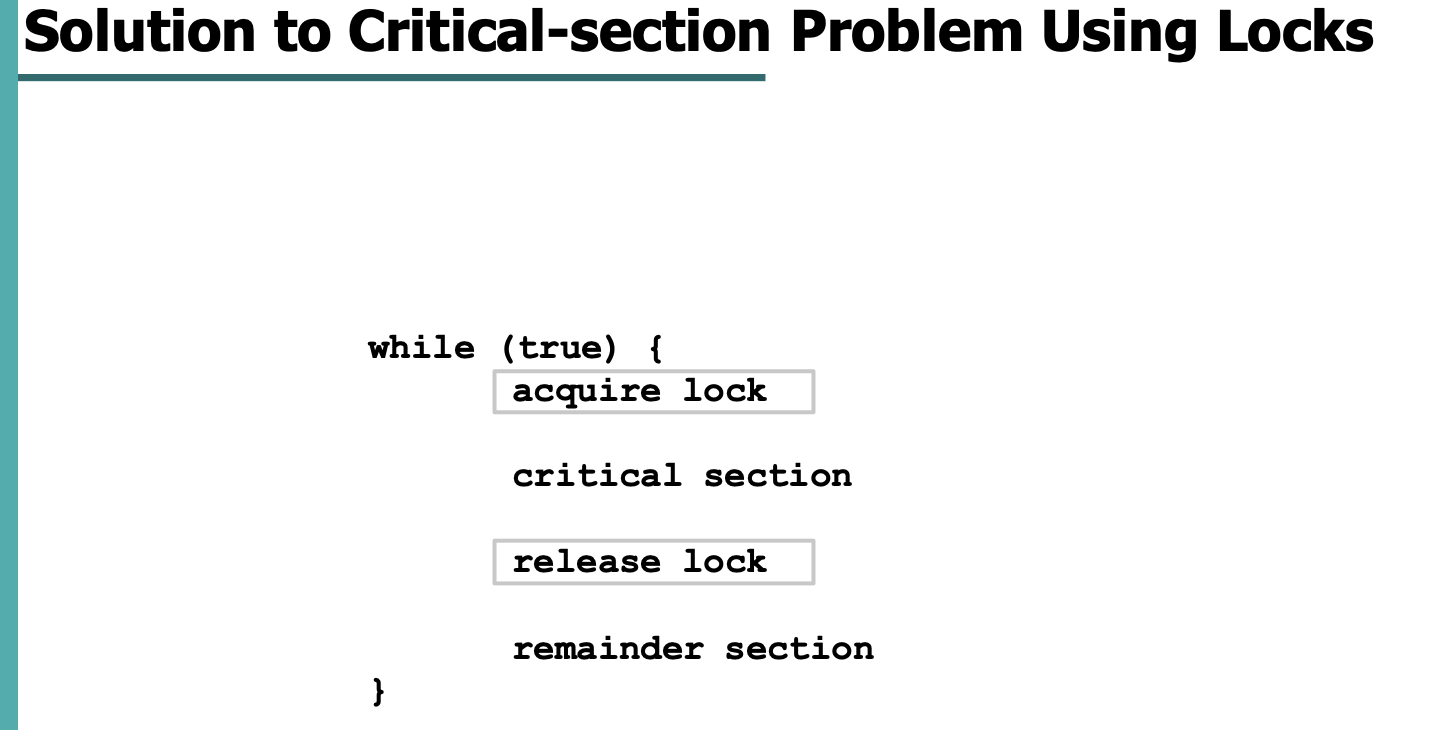 Solution to Critical-section Problem Using Locks
while (true) {
acquire lock
critical section
release lock
remainder section
}